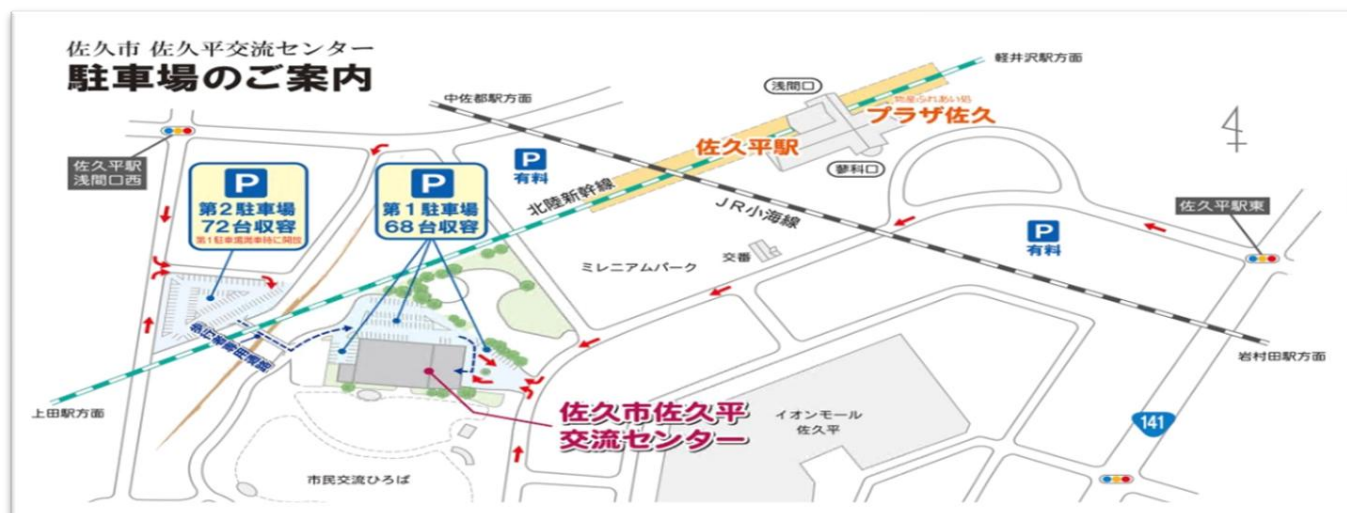 佐久市 佐久平交流センター
駐車場のご案内
軽井沢駅方面
中佐都駅方面
浅間口
物産ふれあい処
プラザ佐久
佐久平駅
蓼科口
佐久平駅
浅間口西
P
有料
P
第2駐車場
72台収容
第1駐車場満車時に開放
P
第1駐車場
68台収容
北陸新幹線
JR小海線
佐久平駅東
P
有料
交番
ミレニアムパーク
岩村田駅方面
上田駅方面
佐久市佐久平
交流センター
イオンモール
佐久平
141
市民交流ひろば